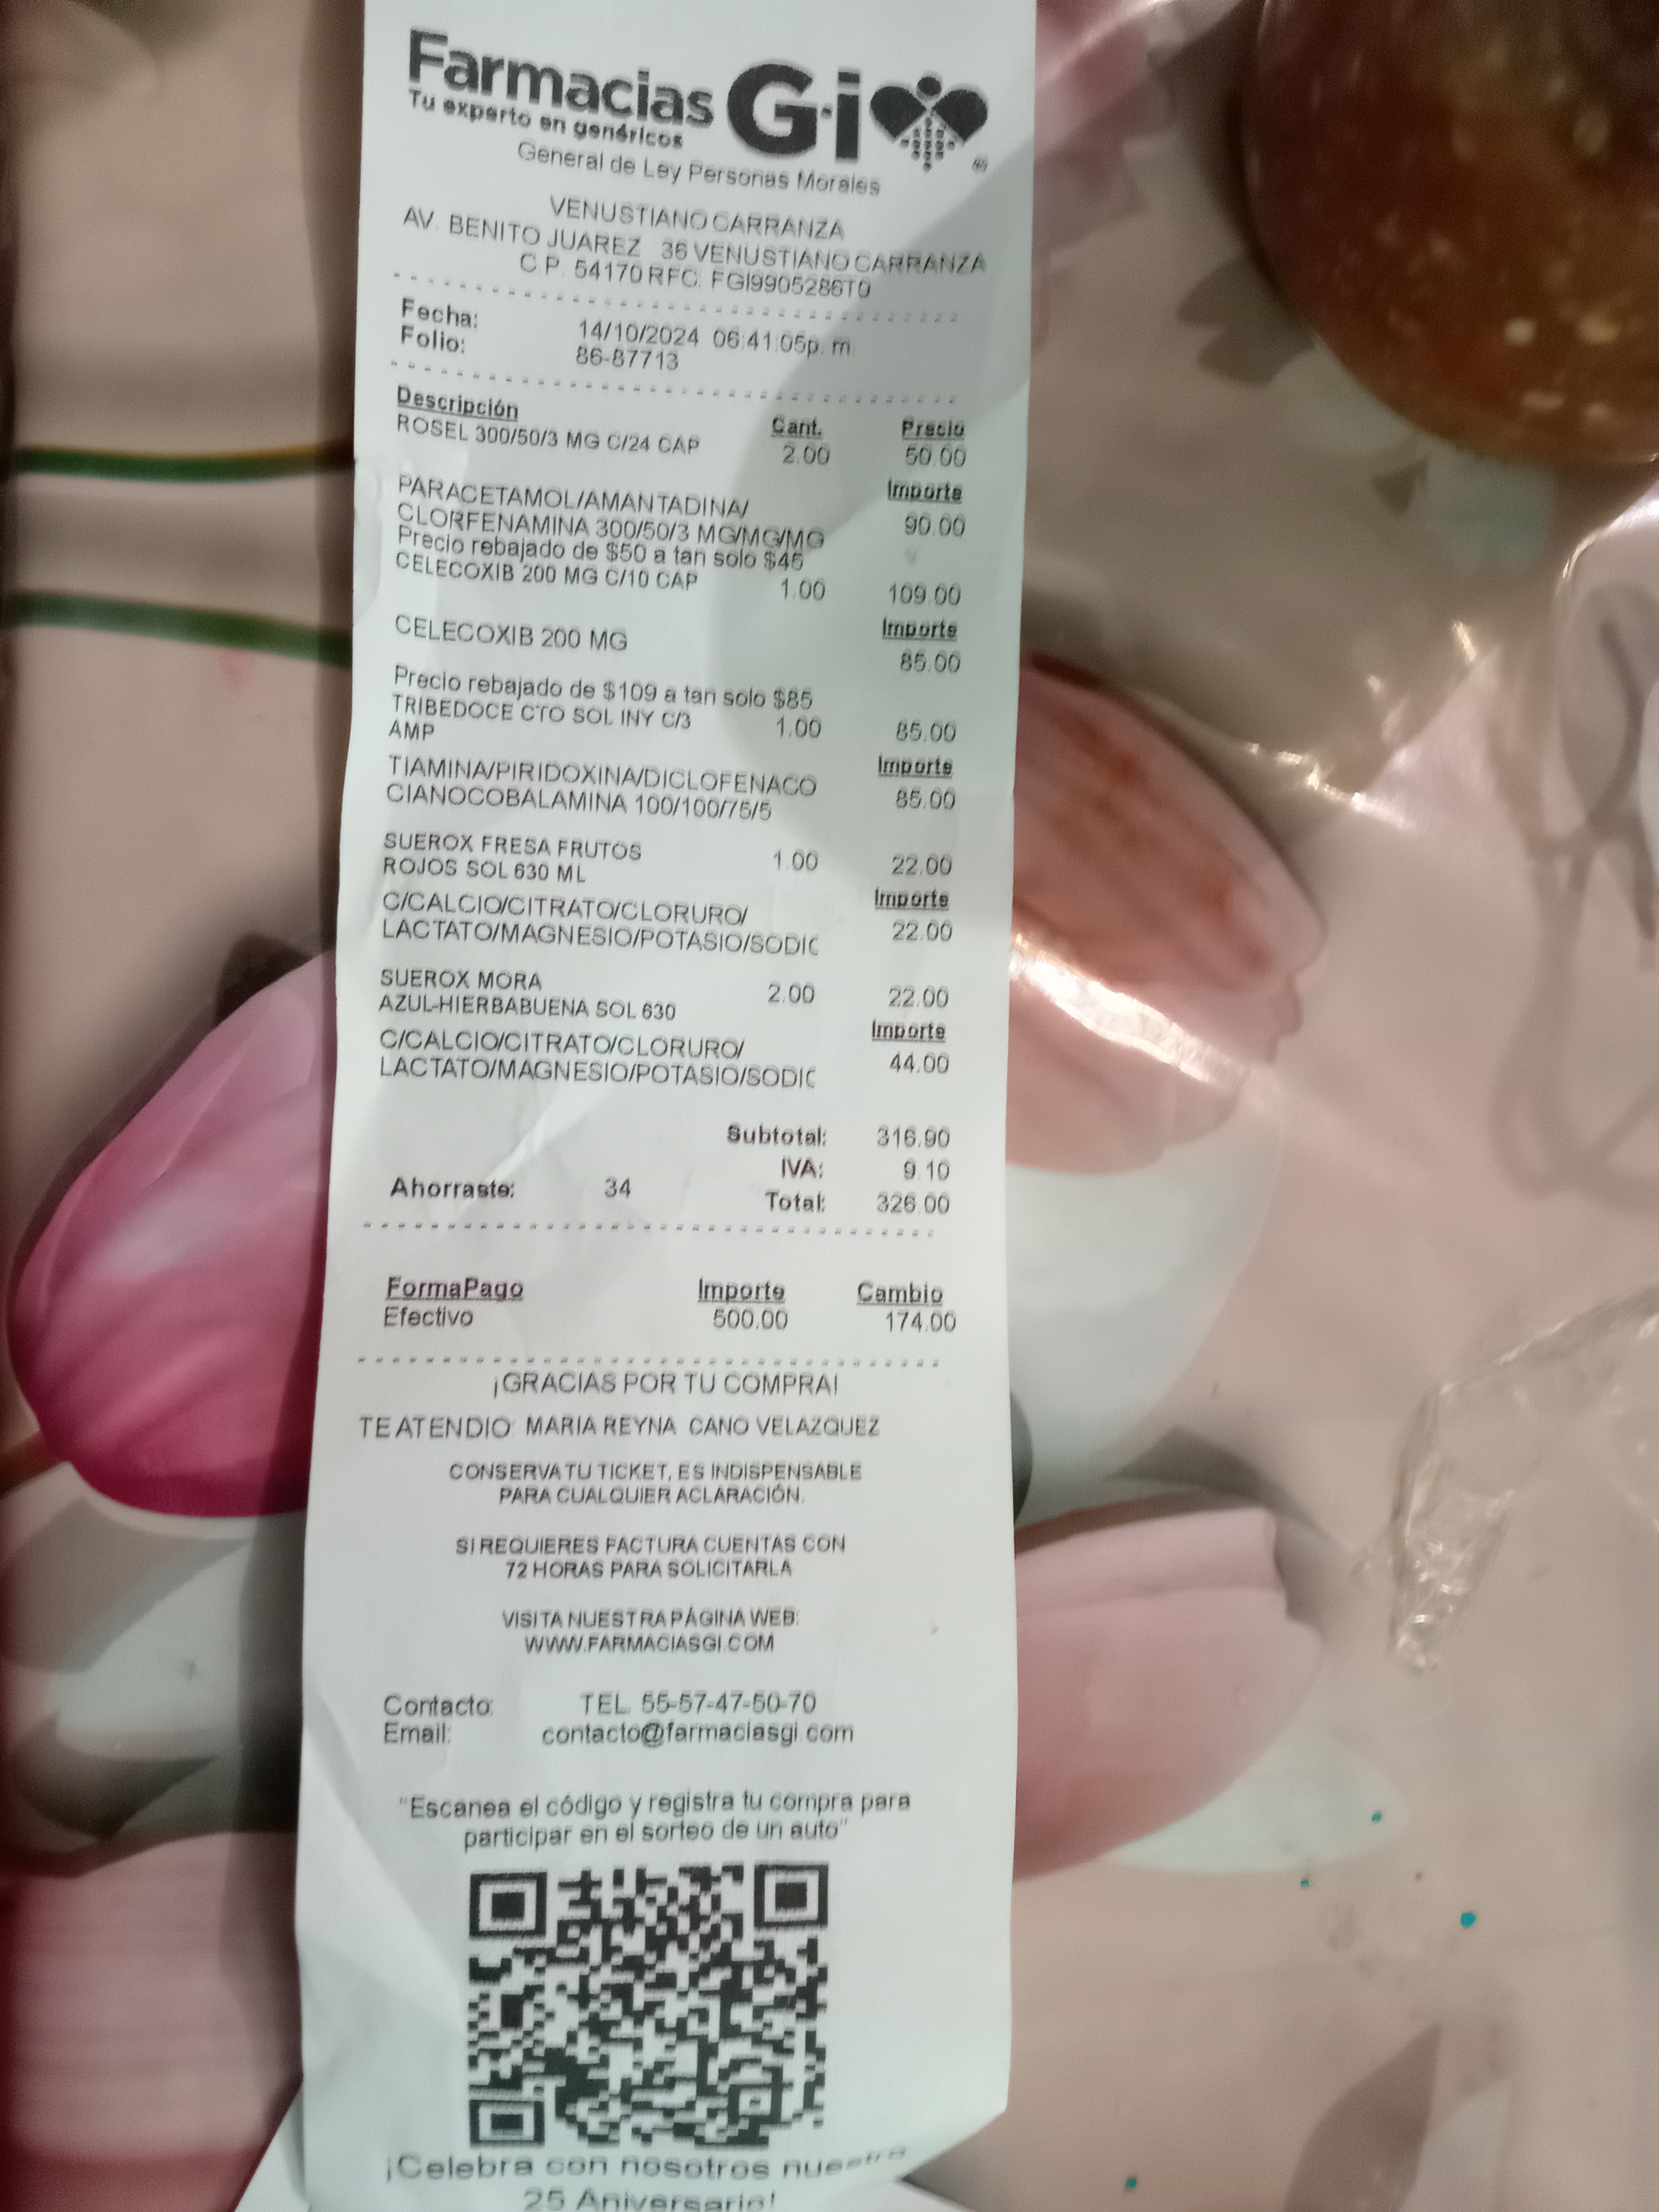 Farmacias G·i
Tu experto en genéricos
General de Ley Personas Morales
VENUSTIANO CARRANZA
AV. BENITO JUAREZ 36 VENUSTIANO CARRANZA
C.P. 54170 RFC. FGI9905286T0
Fecha: 14/10/2024 06:41:05p. m.
Folio: 86-87713
Descripción Cant. Precio
ROSEL 300/50/3 MG C/24 CAP 2.00 50.00
Importe
PARACETAMOL/AMANTADINA/
CLORFENAMINA 300/50/3 MG/MG/MG 90.00
Precio rebajado de $50 a tan solo $45
CELECOXIB 200 MG C/10 CAP 1.00 109.00
Importe
CELECOXIB 200 MG 85.00
Precio rebajado de $109 a tan solo $85
TRIBEDOCE CTO SOL INY C/3 1.00 85.00
AMP
Importe
TIAMINA/PIRIDOXINA/DICLOFENACO
CIANOCOBALAMINA 100/100/75/5 85.00
SUEROX FRESA FRUTOS 1.00 22.00
ROJOS SOL 630 ML
Importe
C/CALCIO/CITRATO/CLORURO/
LACTATO/MAGNESIO/POTASIO/SODIC 22.00
SUEROX MORA 2.00 22.00
AZUL-HIERBABUENA SOL 630
Importe
C/CALCIO/CITRATO/CLORURO/
LACTATO/MAGNESIO/POTASIO/SODIC 44.00
Subtotal: 316.90
IVA: 9.10
Ahorraste: 34 Total: 326.00
FormaPago Importe Cambio
Efectivo 500.00 174.00
¡GRACIAS POR TU COMPRA!
TE ATENDIO: MARIA REYNA CANO VELAZQUEZ
CONSERVA TU TICKET, ES INDISPENSABLE
PARA CUALQUIER ACLARACIÓN.
SI REQUIERES FACTURA CUENTAS CON
72 HORAS PARA SOLICITARLA
VISITA NUESTRA PÁGINA WEB:
WWW.FARMACIASGI.COM
Contacto: TEL. 55-57-47-50-70
Email: contacto@farmaciasgi.com
"Escanea el código y registra tu compra para
participar en el sorteo de un auto"
¡Celebra con nosotros nuestro
25 Aniversario!